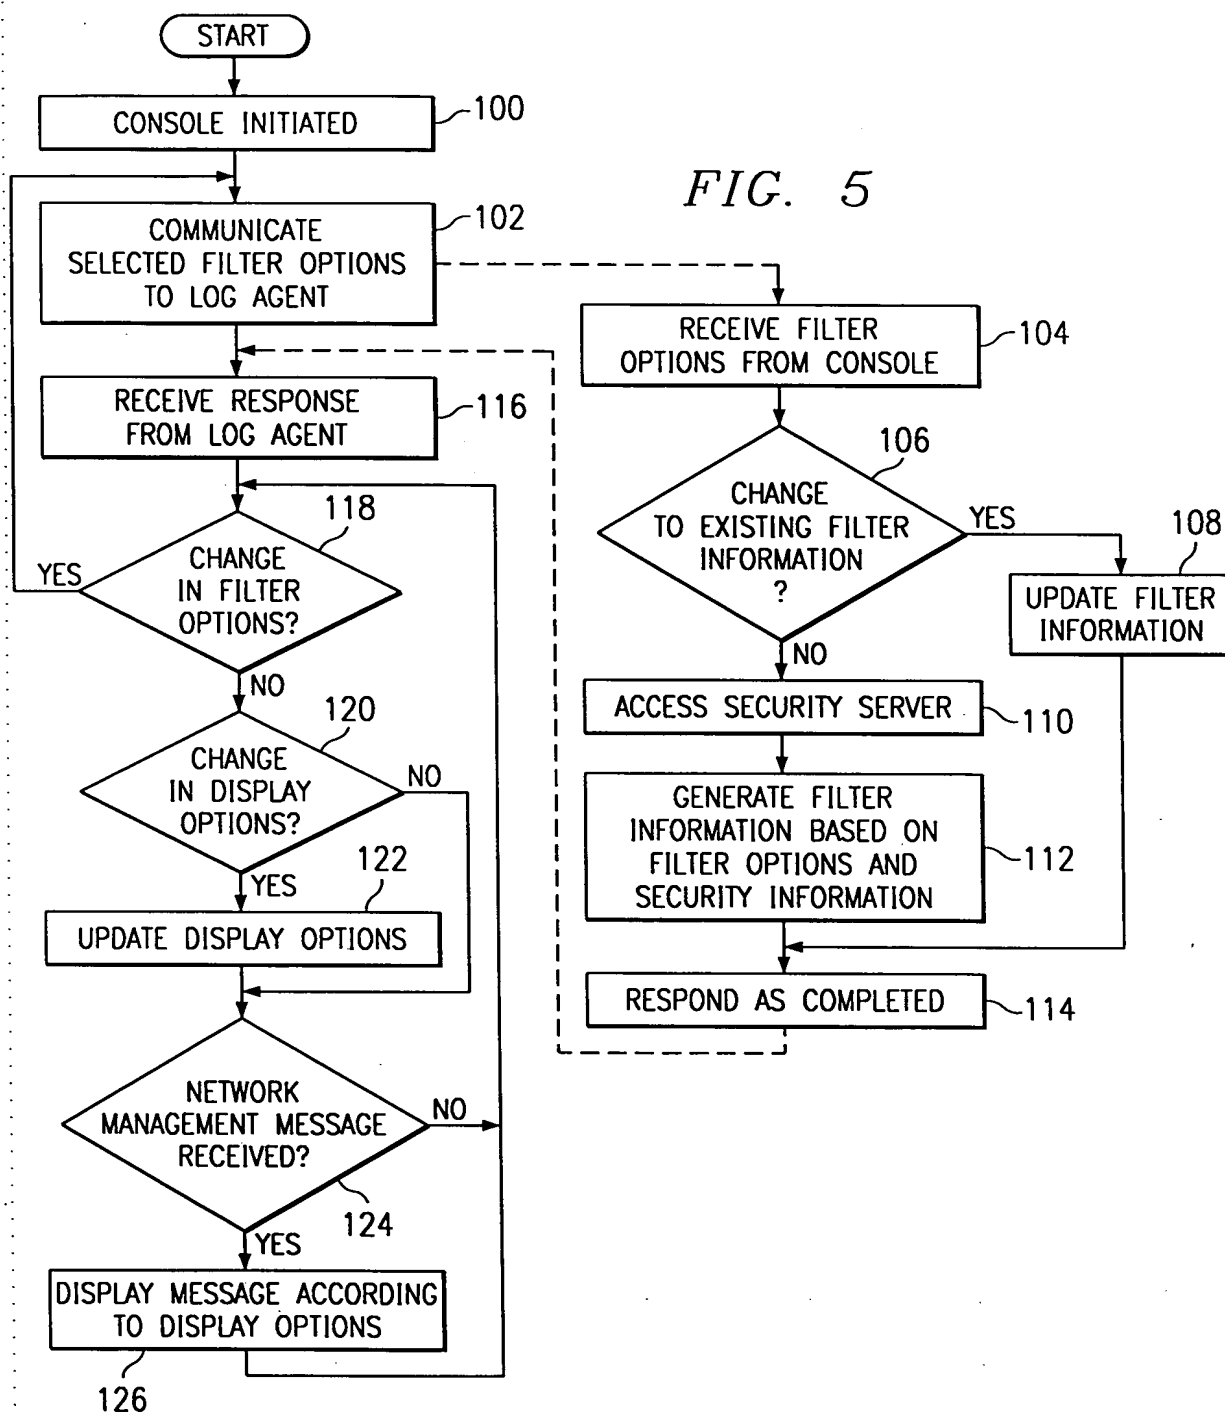 START
CONSOLE INITIATED
100
FIG. 5
COMMUNICATE
SELECTED FILTER OPTIONS
TO LOG AGENT
102
RECEIVE FILTER
OPTIONS FROM CONSOLE
104
RECEIVE RESPONSE
FROM LOG AGENT
116
CHANGE
TO EXISTING FILTER
INFORMATION
?
106
YES
NO
UPDATE FILTER
INFORMATION
108
CHANGE
IN FILTER
OPTIONS?
118
YES
NO
ACCESS SECURITY SERVER
110
CHANGE
IN DISPLAY
OPTIONS?
120
NO
YES
GENERATE FILTER
INFORMATION BASED ON
FILTER OPTIONS AND
SECURITY INFORMATION
112
UPDATE DISPLAY OPTIONS
122
RESPOND AS COMPLETED
114
NETWORK
MANAGEMENT MESSAGE
RECEIVED?
NO
124
YES
DISPLAY MESSAGE ACCORDING
TO DISPLAY OPTIONS
126